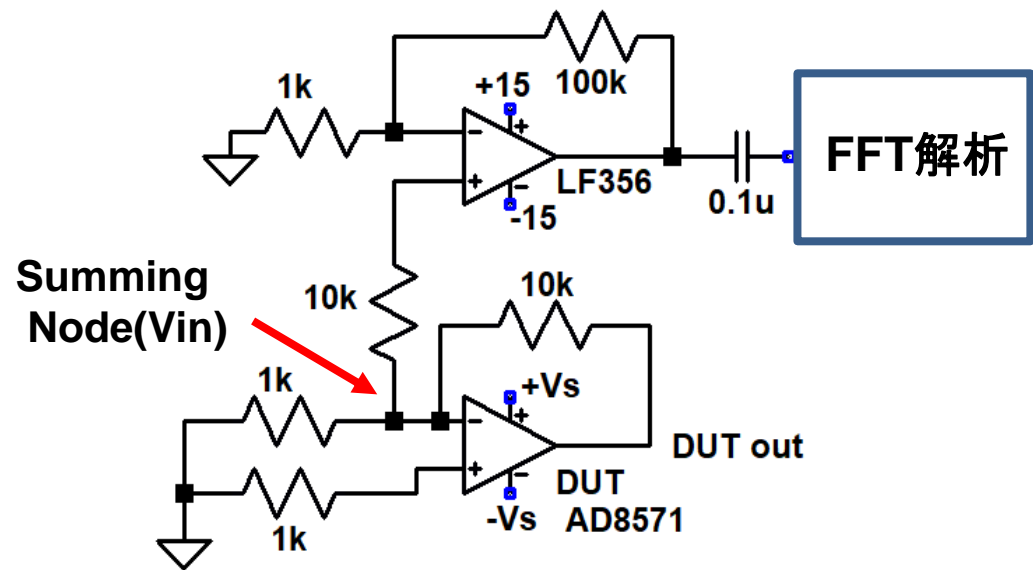 1k
100k
+15
-
+
+
-
LF356
-15
0.1u
FFT解析
Summing
Node(Vin)
10k
10k
1k
+Vs
-
+
+
-
DUT out
DUT
AD8571
-Vs
1k